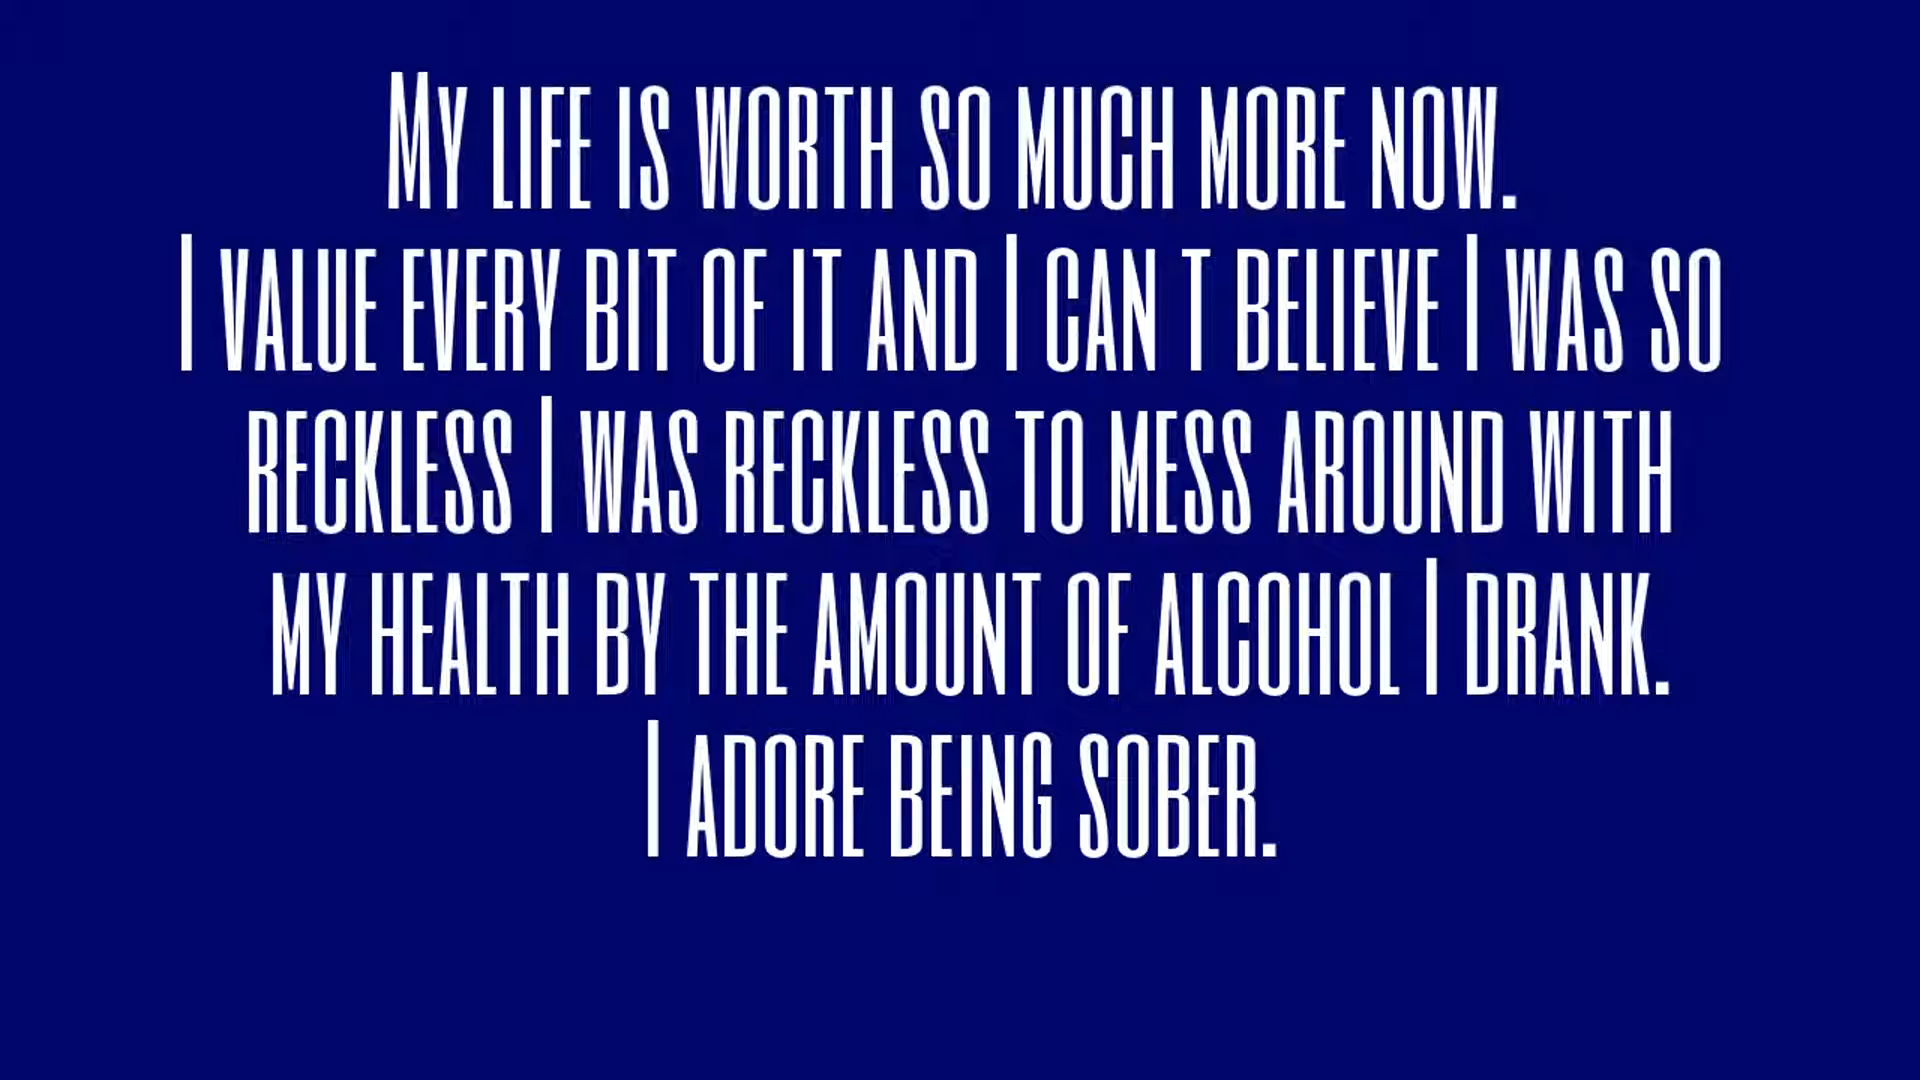 My life is worth so much more now.
I value every bit of it and I can t believe I was so
reckless I was reckless to mess around with
my health by the amount of alcohol I drank.
I adore being sober.